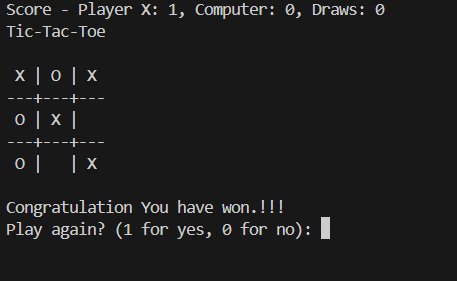 Score - Player X: 1, Computer: 0, Draws: 0
Tic-Tac-Toe
X | O | X
---+---+---
O | X |
---+---+---
O |   | X
Congratulation You have won.!!!
Play again? (1 for yes, 0 for no):